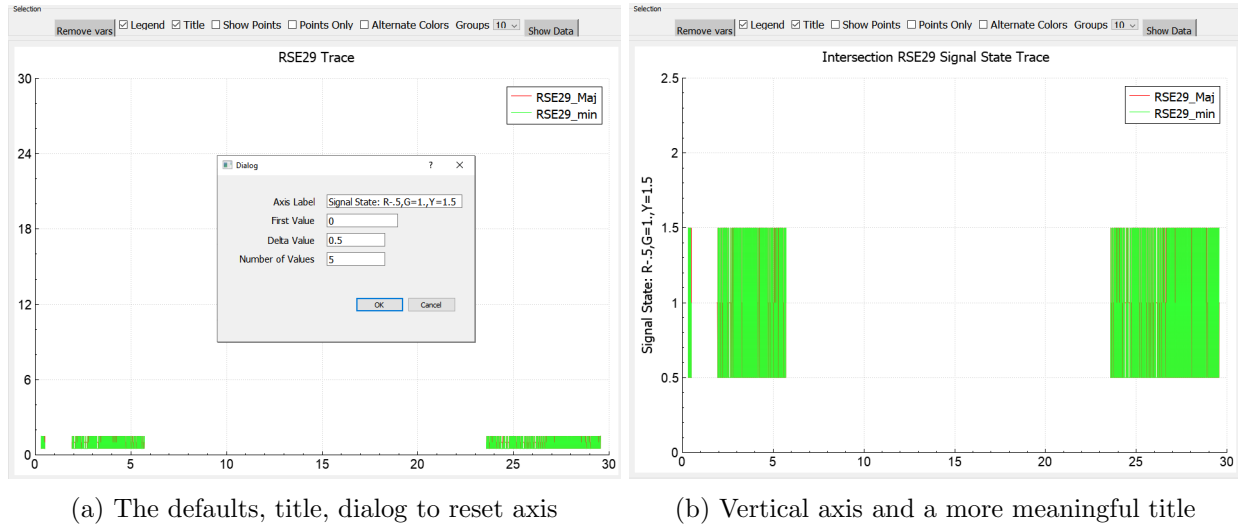 Selection
Remove vars Legend Title Show Points Points Only Alternate Colors Groups 10 Show Data
RSE29 Trace
30
24
18
12
6
0
0 5 10 15 20 25 30
RSE29_Maj
RSE29_min
Dialog ? ×
Axis Label Signal State: R-.5,G=1.,Y=1.5
First Value 0
Delta Value 0.5
Number of Values 5
OK Cancel
(a) The defaults, title, dialog to reset axis
Selection
Remove vars Legend Title Show Points Points Only Alternate Colors Groups 10 Show Data
Intersection RSE29 Signal State Trace
2.5
2
1.5
1
0.5
0
0 5 10 15 20 25 30
Signal State: R-.5,G=1.,Y=1.5
RSE29_Maj
RSE29_min
(b) Vertical axis and a more meaningful title